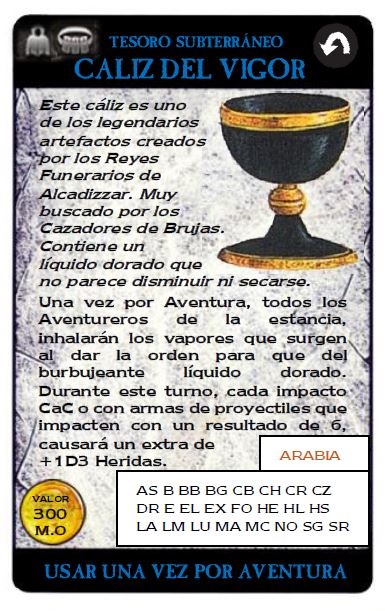 TESORO SUBTERRÁNEO
CALIZ DEL VIGOR
Este cáliz es uno
de los legendarios
artefactos creados
por los Reyes
Funerarios de
Alcadizzar. Muy
buscado por los
Cazadores de Brujas.
Contiene un
líquido dorado que
no parece disminuir ni secarse.
Una vez por Aventura, todos los
Aventureros de la estancia,
inhalarán los vapores que surgen
al dar la orden para que del
burbujeante líquido dorado.
Durante este turno, cada impacto
CaC o con armas de proyectiles que
impacten con un resultado de 6,
causará un extra de
+1D3 Heridas.
ARABIA
AS B BB BG CB CH CR CZ
DR E EL EX FO HE HL HS
LA LM LU MA MC NO SG SR
VALOR
300
M.O
USAR UNA VEZ POR AVENTURA